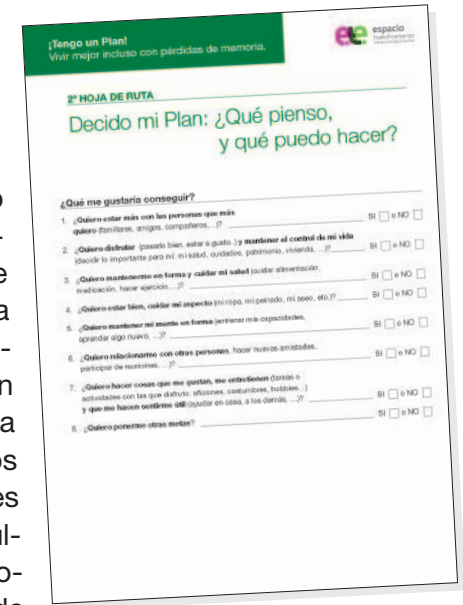 ¡Tengo un Plan!
Vivir mejor incluso con pérdidas de memoria.
ele espacio
2ª HOJA DE RUTA
Decido mi Plan: ¿Qué pienso,
y qué puedo hacer?
¿Qué me gustaría conseguir?
1. ¿Quiero estar más con las personas que más
quiero (familiares, amigos, compañeros, ...)? SI o NO
2. ¿Quiero disfrutar (pasarlo bien, estar a gusto..) y mantener el control de mi vida
(decidir lo importante para mí: mi salud, cuidados, patrimonio, vivienda, ...)? SI o NO
3. ¿Quiero mantenerme en forma y cuidar mi salud (cuidar alimentación,
medicación, hacer ejercicio, ...)? SI o NO
4. ¿Quiero estar bien, cuidar mi aspecto (mi ropa, mi peinado, mi aseo, etc.)? SI o NO
5. ¿Quiero mantener mi mente en forma (entrenar mis capacidades,
aprender algo nuevo, ...)? SI o NO
6. ¿Quiero relacionarme con otras personas, hacer nuevas amistades,
participar de reuniones, ...)? SI o NO
7. ¿Quiero hacer cosas que me gustan, me entretienen (tareas o
actividades con las que disfruto: aficiones, costumbres, hobbies...)
y que me hacen sentirme útil (ayudar en casa, a los demás, ...)? SI o NO
8. ¿Quiero ponerme otras metas? SI o NO